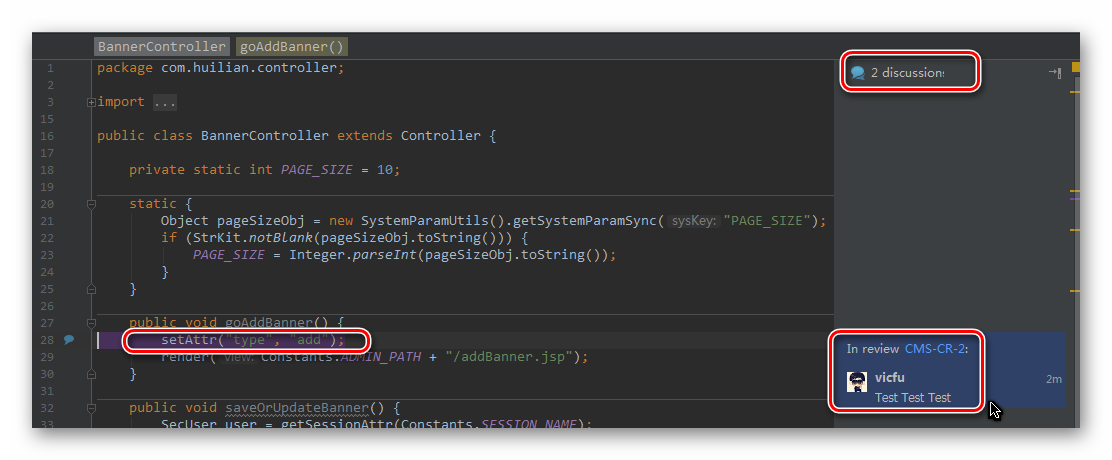 BannerController goAddBanner()
2 discussions
1 package com.huilian.controller;
2
3 import ...
15
16 public class BannerController extends Controller {
17
18 private static int PAGE_SIZE = 10;
19
20 static {
21 Object pageSizeObj = new SystemParamUtils().getSystemParamSync( sysKey: "PAGE_SIZE");
22 if (StrKit.notBlank(pageSizeObj.toString())) {
23 PAGE_SIZE = Integer.parseInt(pageSizeObj.toString());
24 }
25 }
26
27 public void goAddBanner() {
28 setAttr("type", "add");
29 render( view: Constants.ADMIN_PATH + "/addBanner.jsp");
30 }
31
32 public void saveOrUpdateBanner() {
33 SecUser user = getSessionAttr(Constants.SESSION_NAME);
In review CMS-CR-2:
vicfu 2m
Test Test Test